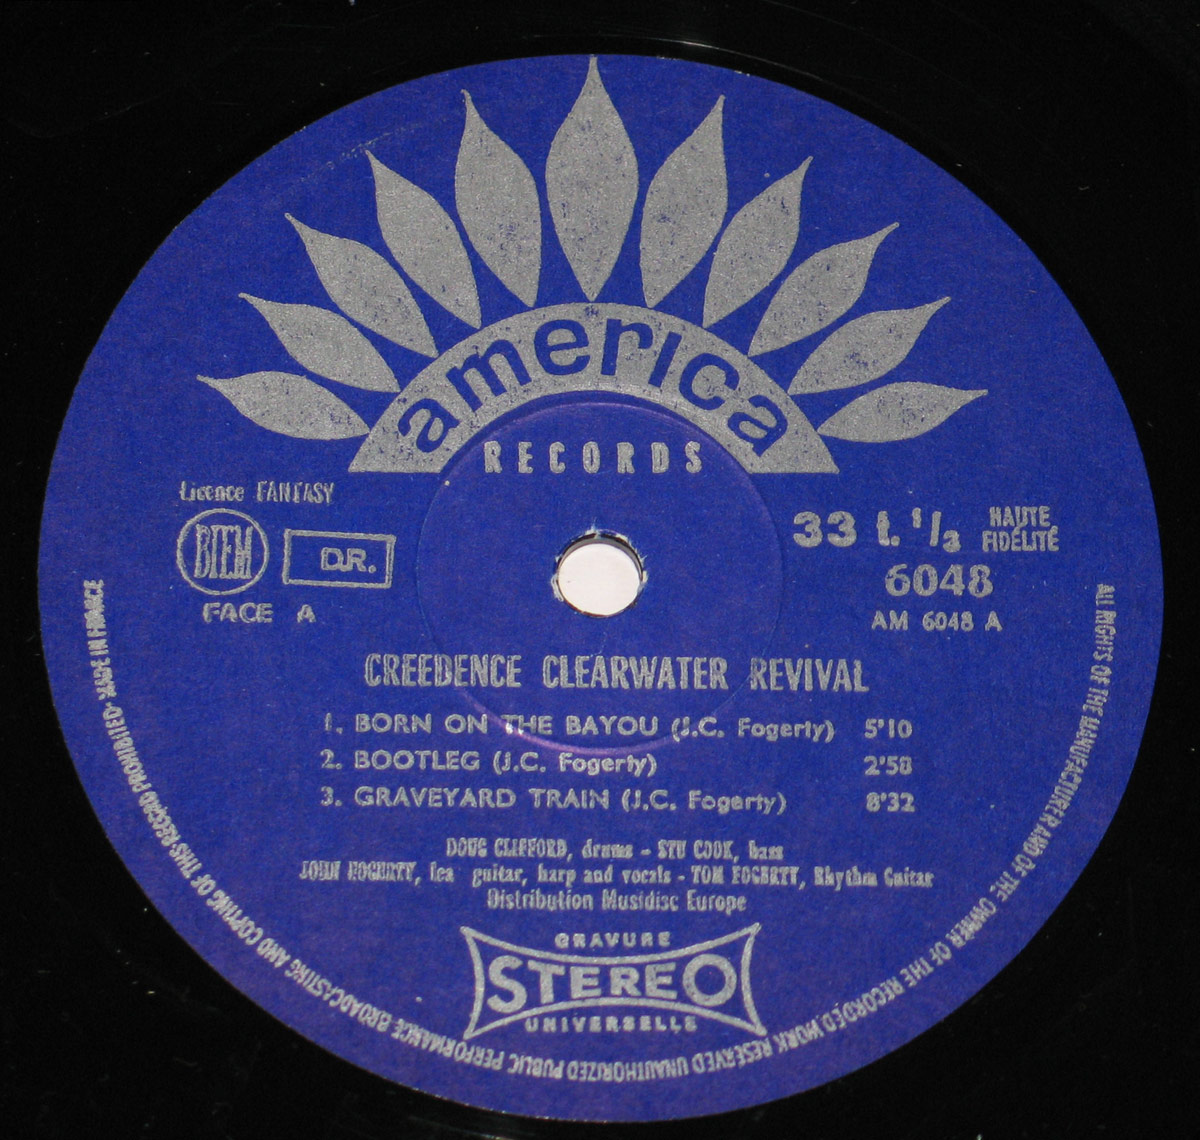 america
RECORDS
Licence FANTASY
BIEM
D.R.
FACE A
33 t. 1/3
HAUTE
FIDÉLITÉ
6048
AM 6048 A
CREEDENCE CLEARWATER REVIVAL
1. BORN ON THE BAYOU (J.C. Fogerty) 5'10
2. BOOTLEG (J.C. Fogerty) 2'58
3. GRAVEYARD TRAIN (J.C. Fogerty) 8'32
DOUG CLIFFORD, drums - STU COOK, bass
JOHN FOGERTY, lea guitar, harp and vocals - TOM FOGERTY, Rhythm Guitar
Distribution Musidisc Europe
GRAVURE
STEREO
UNIVERSELLE
ALL RIGHTS OF THE MANUFACTURER AND OF THE OWNER OF THE RECORDED WORK RESERVED UNAUTHORIZED PUBLIC PERFORMANCE BROADCASTING AND COPYING OF THIS RECORD PROHIBITED - MADE IN FRANCE